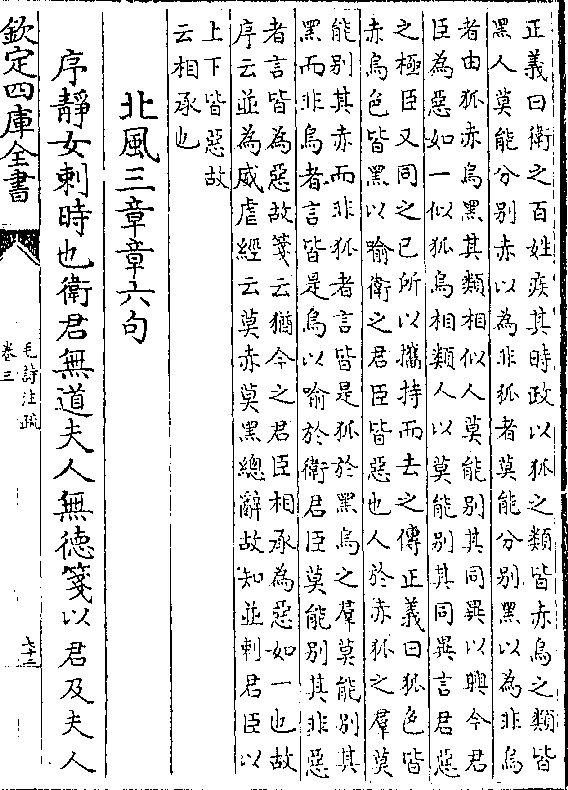 正義曰衛之百姓疾其時政以狐之類皆赤烏之類皆
黑人莫能分别赤以為非狐者莫能分别黑以為非烏
者由狐赤烏黑其類相似人莫能别其同異以興今君
臣為惡如一似狐烏相類人以莫能别其同異言君惡
之極臣又同之已所以攜持而去之傳正義曰狐色皆
赤烏色皆黑以喻衛之君臣皆惡也人於赤狐之羣莫
能别其赤而非狐者言皆是狐於黑烏之羣莫能别其
黑而非烏者言皆是烏以喻於衛君臣莫能别其非惡
者言皆為惡故箋云猶今之君臣相承為惡如一也故
序云並為威虐經云莫赤莫黑總辭故知並刺君臣以
上下皆惡故
云相承也
北風三章章六句
序靜女刺時也衛君無道夫人無德箋以君及夫人
欽定四庫全書
毛詩注疏
卷三